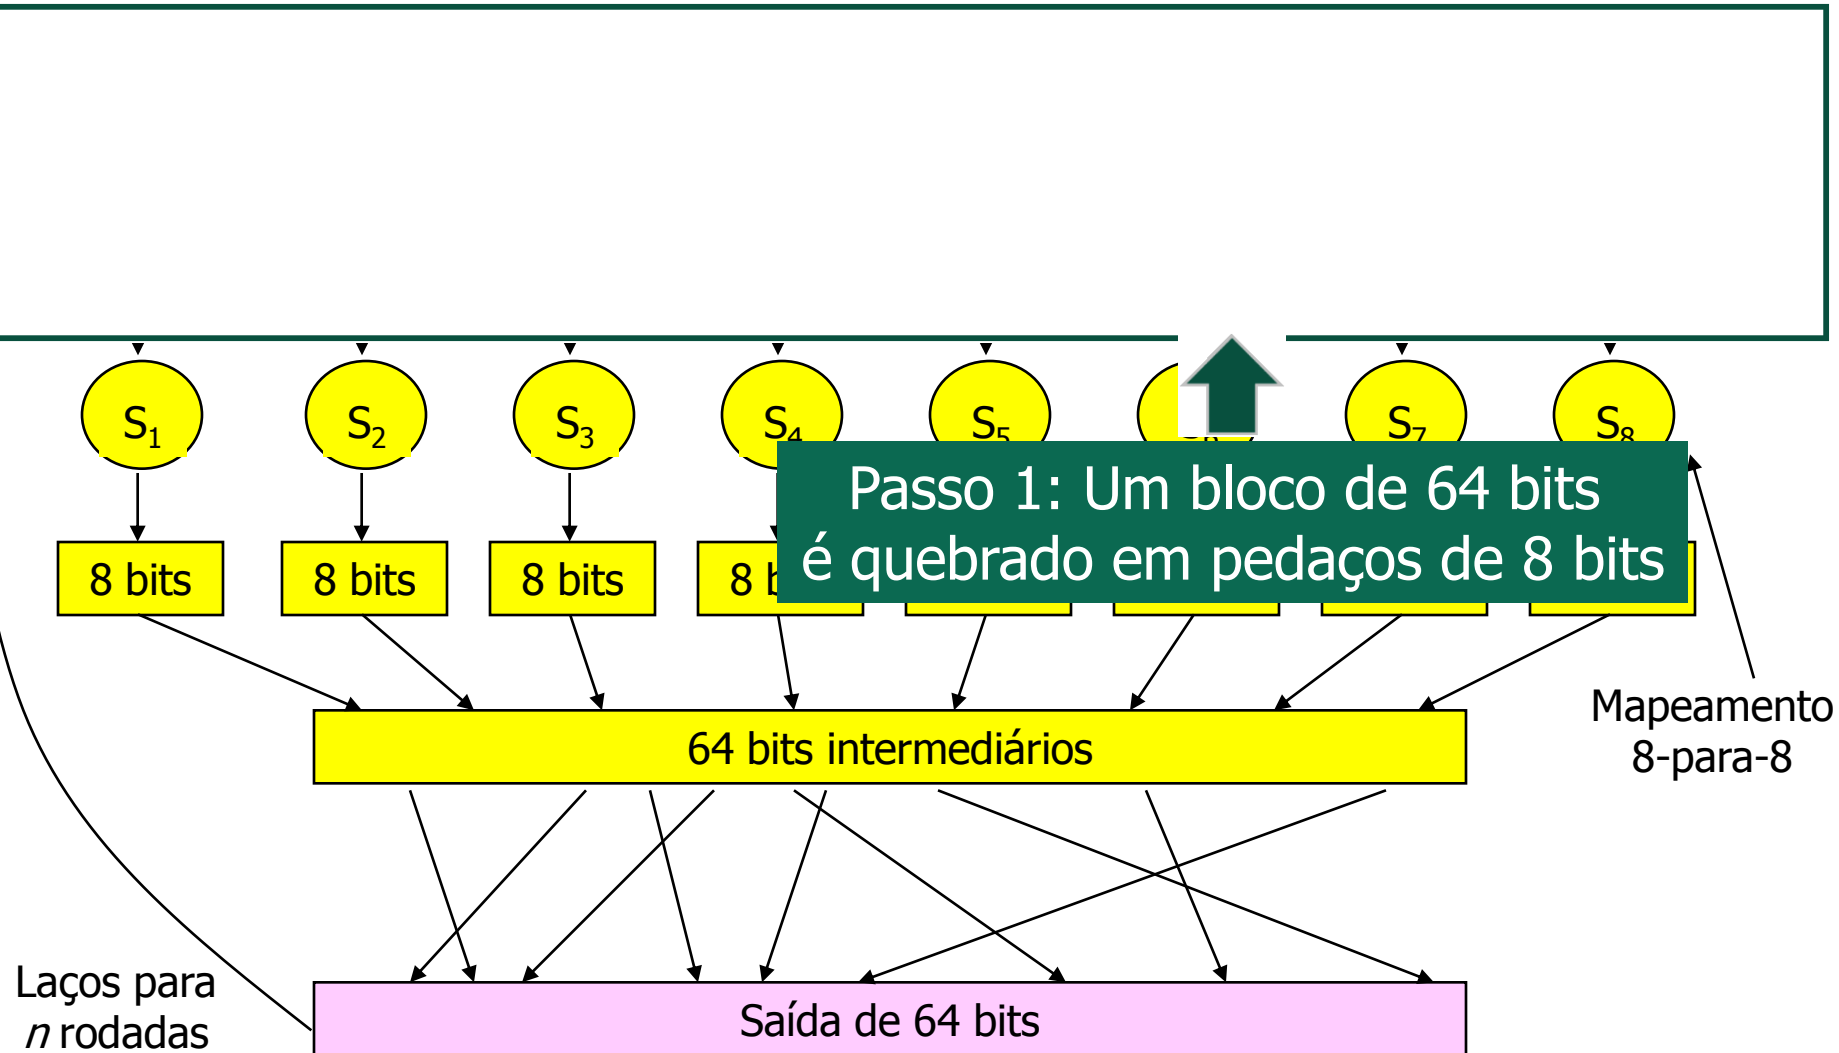 S1 S2 S3 S4 S5 S7 S8
Passo 1: Um bloco de 64 bits
é quebrado em pedaços de 8 bits
8 bits 8 bits 8 bits 8
Mapeamento
8-para-8
64 bits intermediários
Laços para
n rodadas
Saída de 64 bits